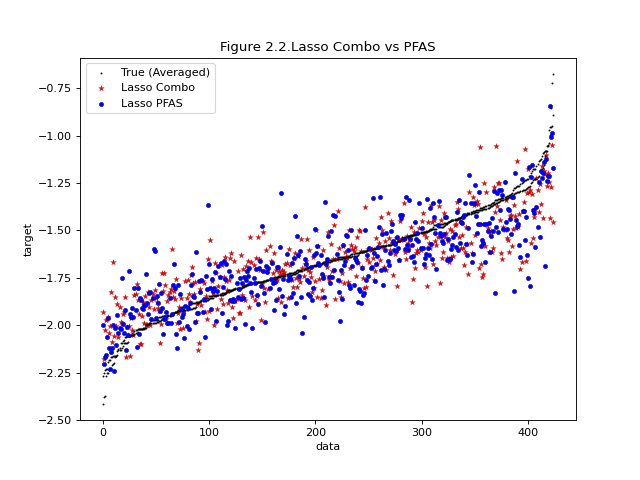 Figure 2.2.Lasso Combo vs PFAS
True (Averaged)
Lasso Combo
Lasso PFAS
−0.75
−1.00
−1.25
−1.50
−1.75
−2.00
−2.25
−2.50
target
0 100 200 300 400
data